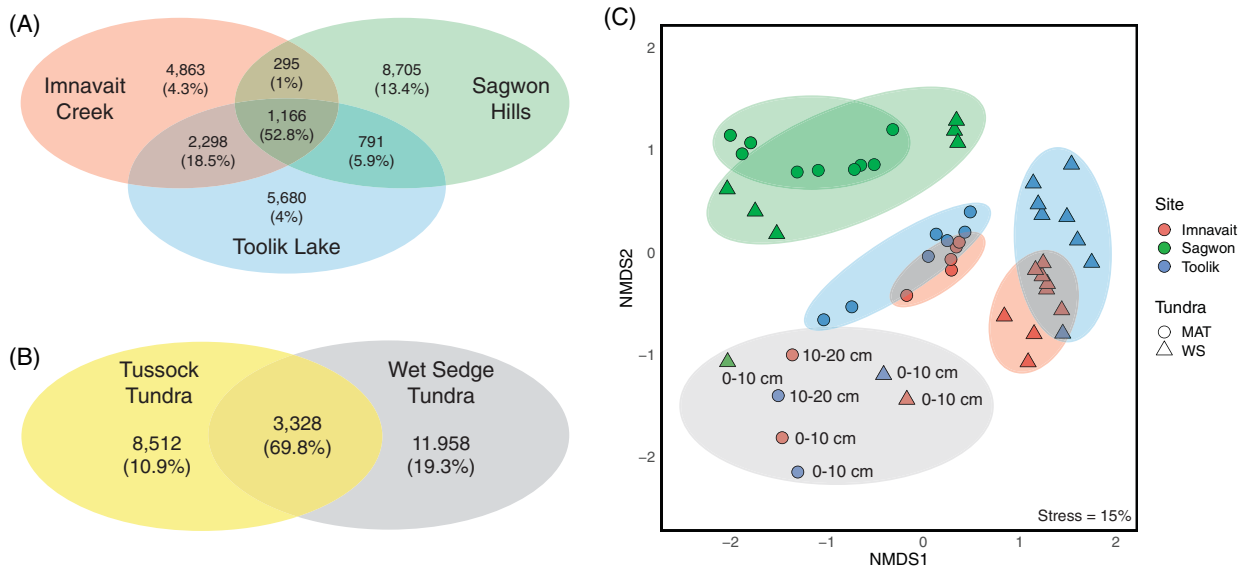 (A)
Imnavait
Creek
4,863
(4.3%)
295
(1%)
8,705
(13.4%)
Sagwon
Hills
1,166
(52.8%)
2,298
(18.5%)
791
(5.9%)
5,680
(4%)
Toolik Lake
(B)
Tussock
Tundra
8,512
(10.9%)
3,328
(69.8%)
Wet Sedge
Tundra
11.958
(19.3%)
(C)
NMDS2
2
1
0
−1
−2
0-10 cm
10-20 cm
10-20 cm
0-10 cm
0-10 cm
0-10 cm
0-10 cm
Stress = 15%
−2
−1
0
1
2
NMDS1
Site
Imnavait
Sagwon
Toolik
Tundra
MAT
WS